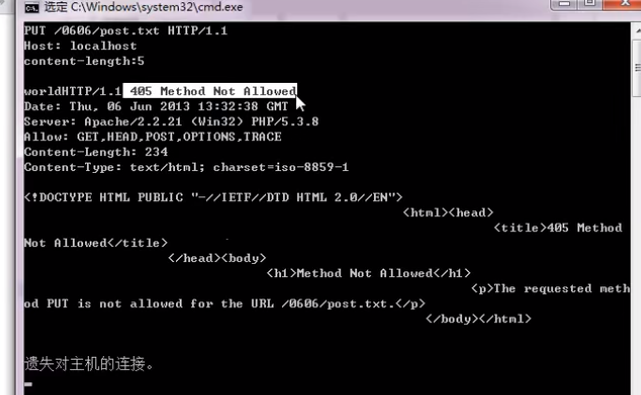 选定 C:\Windows\system32\cmd.exe
PUT /0606/post.txt HTTP/1.1
Host: localhost
content-length:5
worldHTTP/1.1 405 Method Not Allowed
Date: Thu, 06 Jun 2013 13:32:38 GMT
Server: Apache/2.2.21 (Win32) PHP/5.3.8
Allow: GET,HEAD,POST,OPTIONS,TRACE
Content-Length: 234
Content-Type: text/html; charset=iso-8859-1
<!DOCTYPE HTML PUBLIC "-//IETF//DTD HTML 2.0//EN">
<html><head>
<title>405 Method
Not Allowed</title>
</head><body>
<h1>Method Not Allowed</h1>
<p>The requested meth
od PUT is not allowed for the URL /0606/post.txt.</p>
</body></html>
遗失对主机的连接。